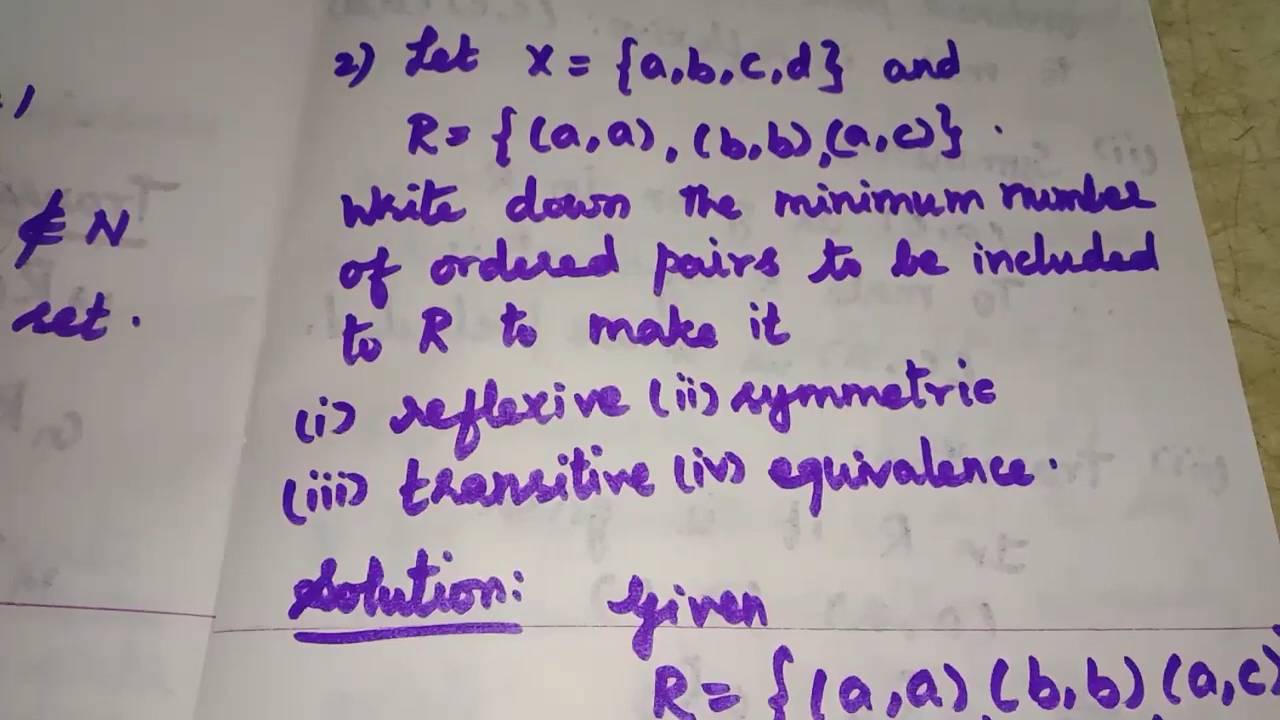 2) Let X = {a,b,c,d} and
R= {(a,a), (b,b),(a,c)}.
Write down the minimum number
∉ N
of ordered pairs to be included
set.
to R to make it
(i) reflexive (ii) symmetric
(iii) transitive (iv) equivalence.
Solution: Given
R= {(a,a) (b,b) (a,c)